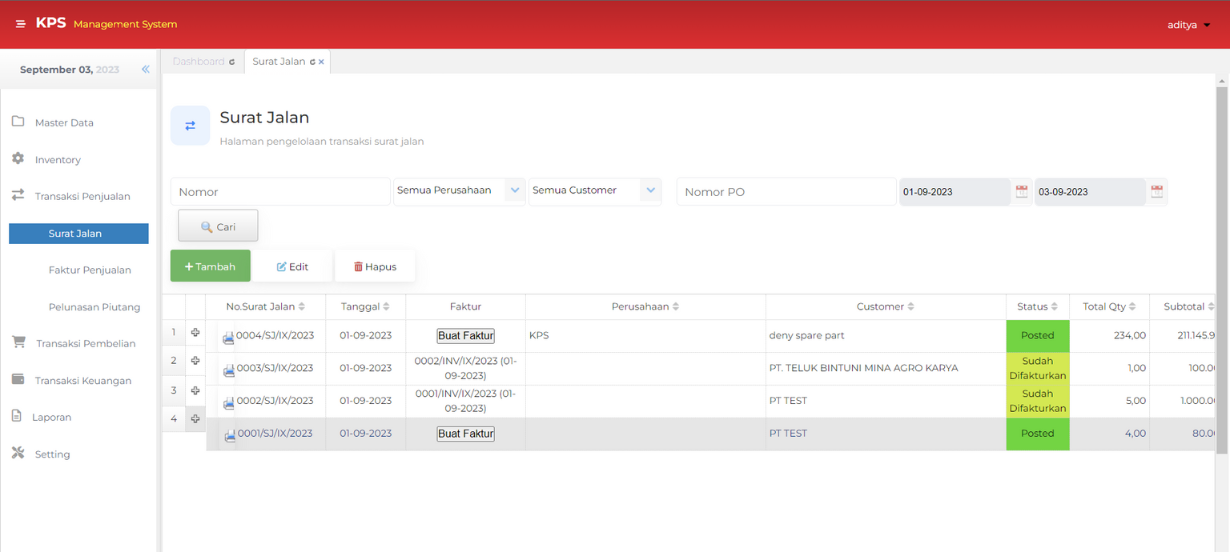 KPS Management System
aditya
September 03, 2023
Dashboard
Surat Jalan
Master Data
Inventory
Transaksi Penjualan
Surat Jalan
Faktur Penjualan
Pelunasan Piutang
Transaksi Pembelian
Transaksi Keuangan
Laporan
Setting
Surat Jalan
Halaman pengelolaan transaksi surat jalan
Nomor Semua Perusahaan Semua Customer Nomor PO 01-09-2023 03-09-2023
Cari
Tambah Edit Hapus
No.Surat Jalan Tanggal Faktur Perusahaan Customer Status Total Qty Subtotal
1 0004/SJ/IX/2023 01-09-2023 Buat Faktur KPS deny spare part Posted 234,00 211.145.9
2 0003/SJ/IX/2023 01-09-2023 0002/INV/IX/2023 (01-
09-2023) PT. TELUK BINTUNI MINA AGRO KARYA Sudah
Difakturkan 1,00 100.0
3 0002/SJ/IX/2023 01-09-2023 0001/INV/IX/2023 (01-
09-2023) PT TEST Sudah
Difakturkan 5,00 1.000.0
4 0001/SJ/IX/2023 01-09-2023 Buat Faktur PT TEST Posted 4,00 80.0